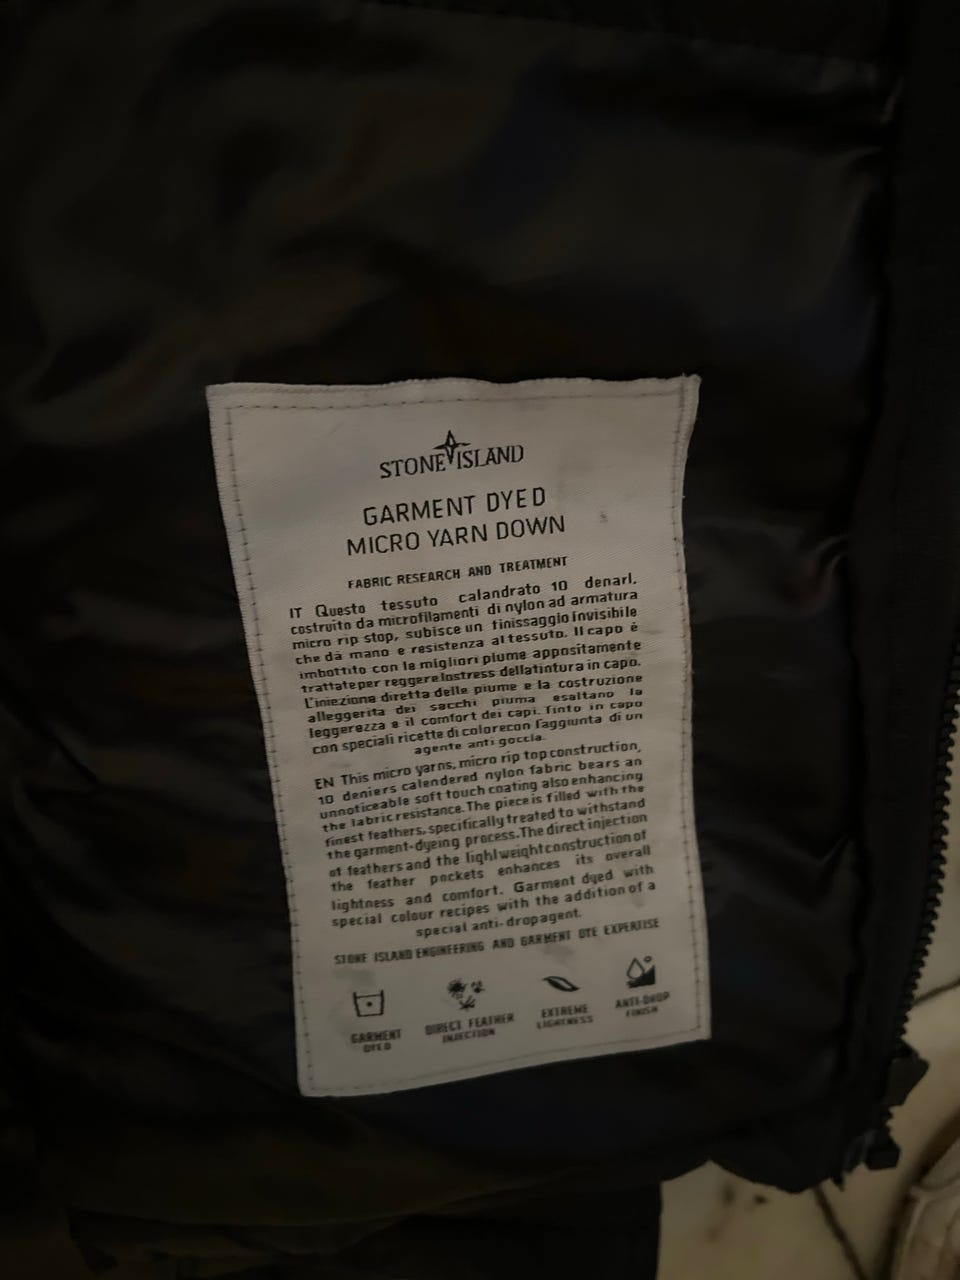 STONE ISLAND
GARMENT DYED
MICRO YARN DOWN
FABRIC RESEARCH AND TREATMENT
IT Questo tessuto calandrato 10 denari,
costruito da microfilamenti di nylon ad armatura
micro rip stop, subisce un finissaggio invisibile
che dà mano e resistenza al tessuto. Il capo è
imbottito con le migliori piume appositamente
trattate per reggere lo stress della tintura in capo.
L'iniezione diretta delle piume e la costruzione
alleggerita dei sacchi piuma esaltano la
leggerezza e il comfort dei capi. Tinto in capo
con speciali ricette di colore con l'aggiunta di un
agente anti goccia.
EN This micro yarns, micro rip top construction,
10 deniers calendered nylon fabric bears an
unnoticeable soft touch coating also enhancing
the fabric resistance. The piece is filled with the
finest feathers, specifically treated to withstand
the garment-dyeing process. The direct injection
of feathers and the lightweight construction of
the feather pockets enhances its overall
lightness and comfort. Garment dyed with
special colour recipes with the addition of a
special anti-drop agent.
STONE ISLAND ENGINEERING AND GARMENT DYE EXPERTISE
GARMENT DYED
DIRECT FEATHER INJECTION
EXTREME LIGHTNESS
ANTI-DROP FINISH